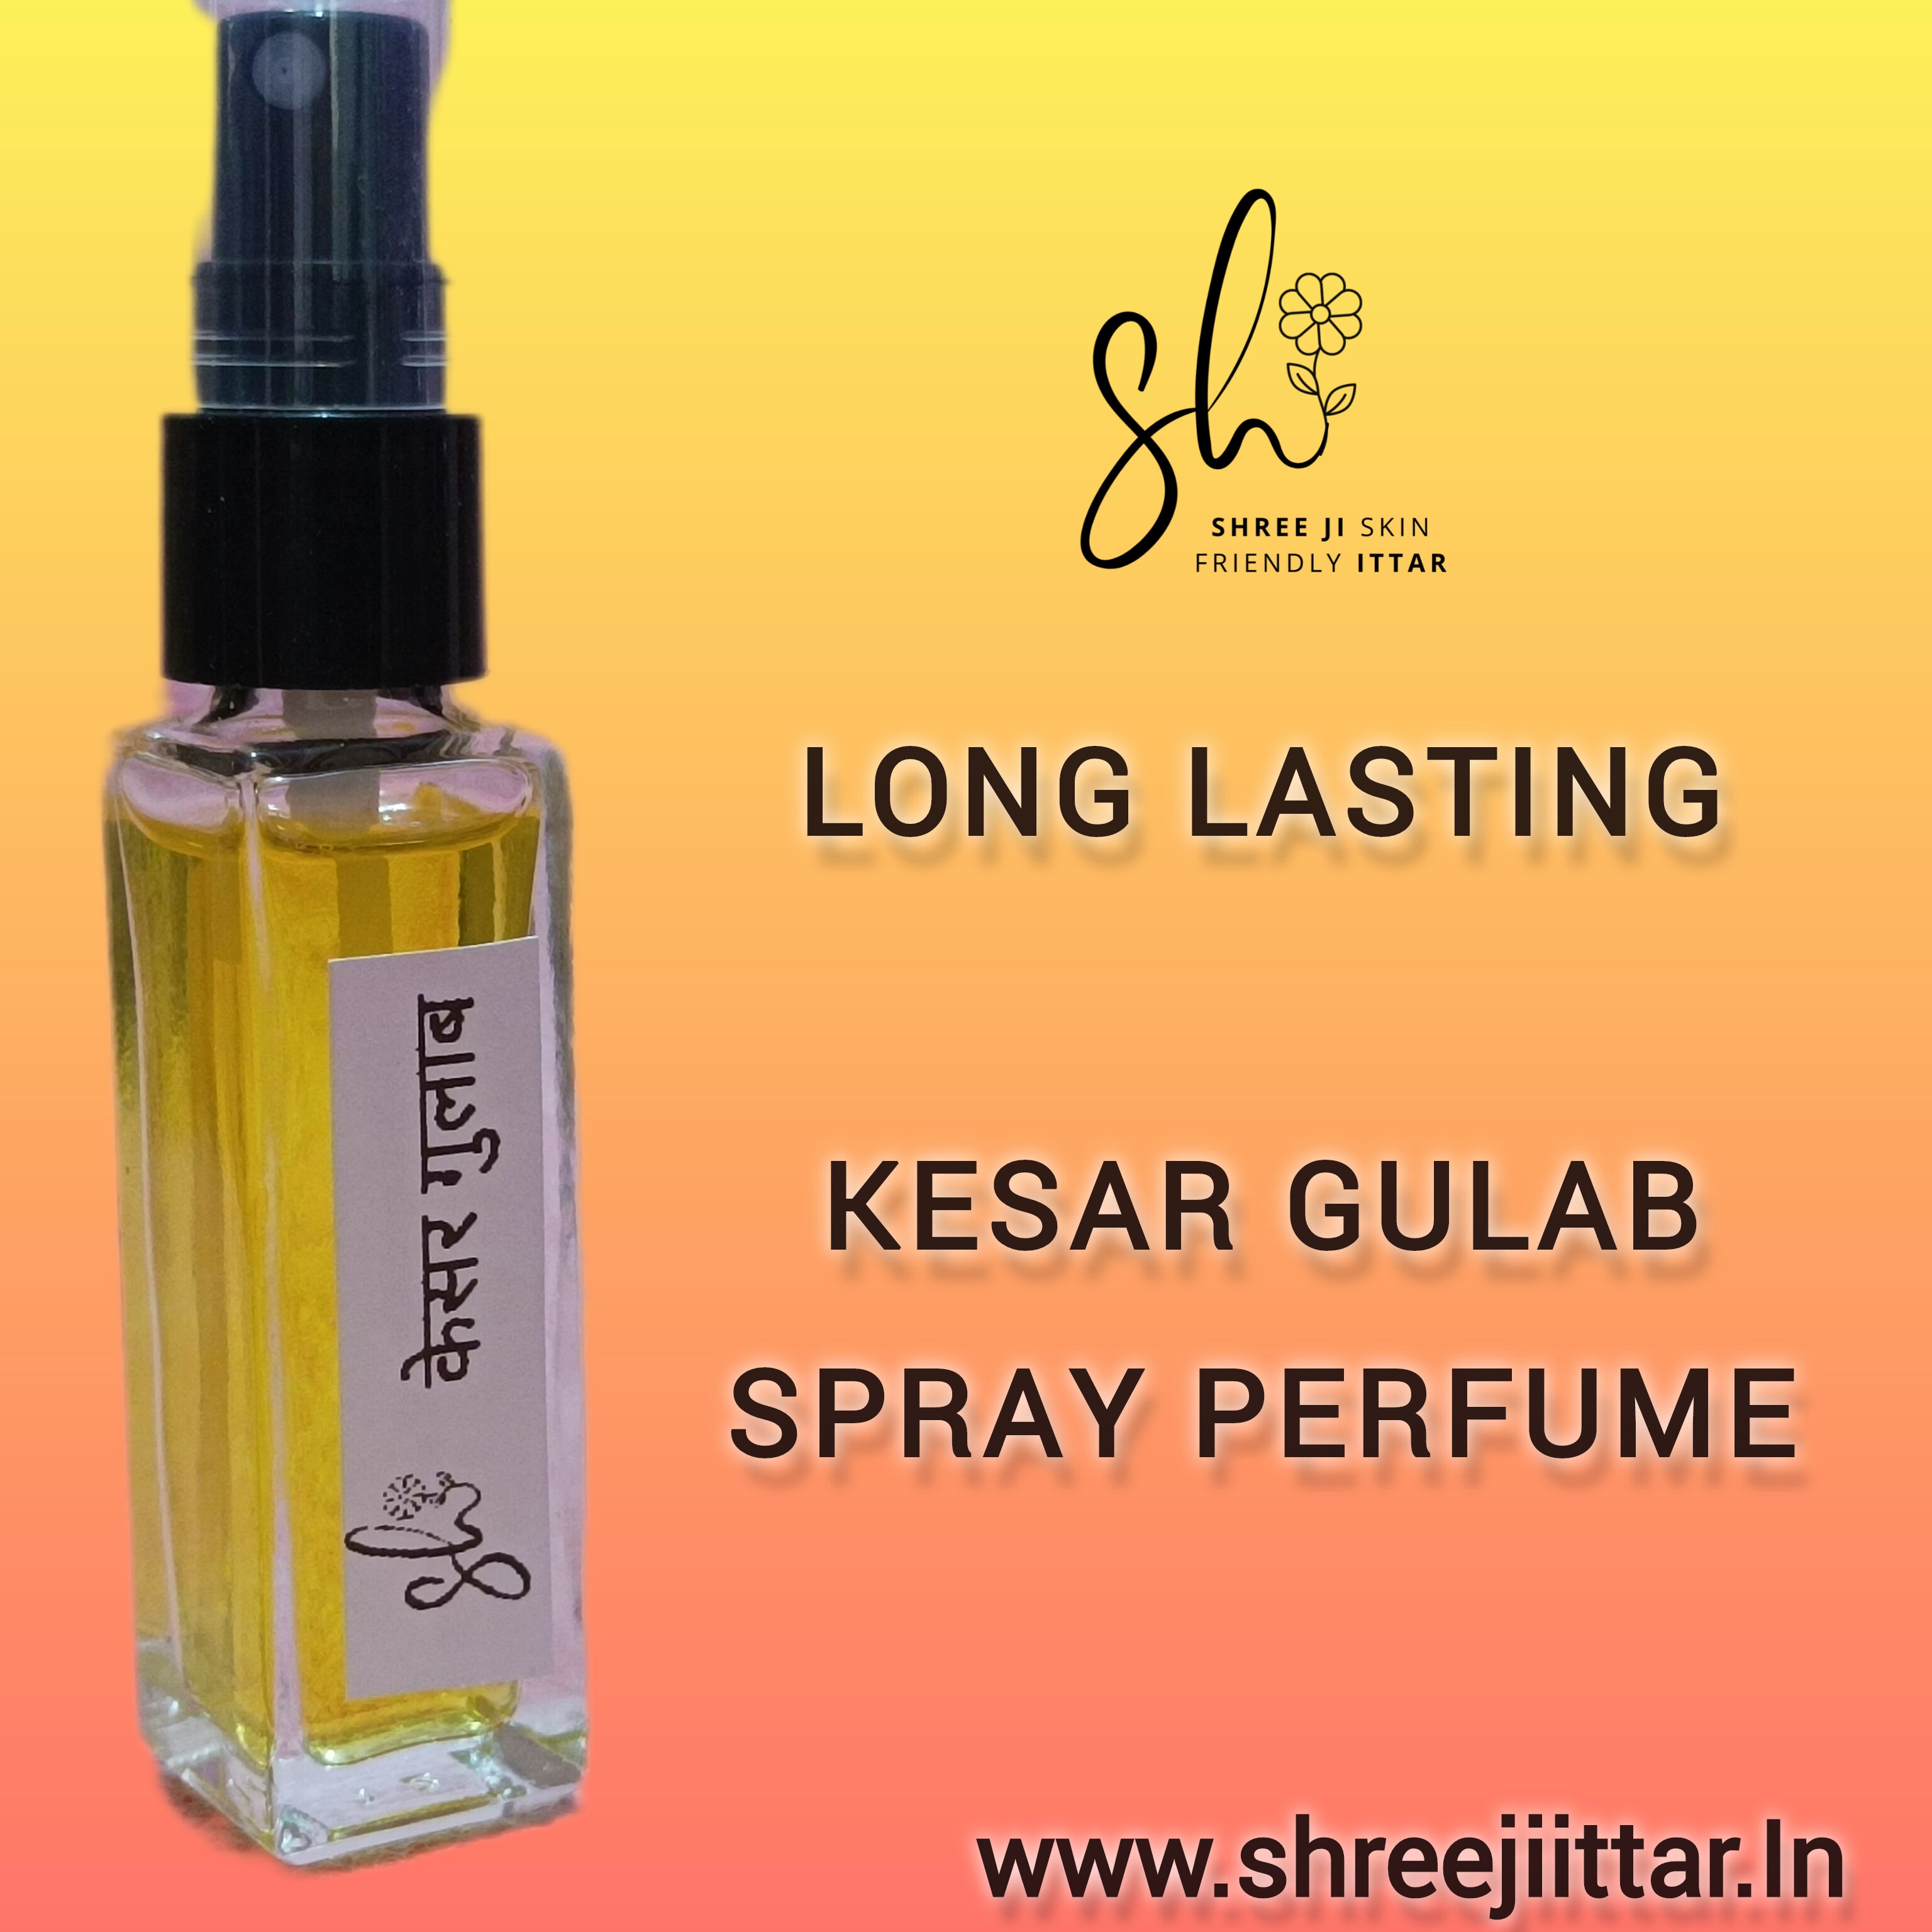 sh
SHREE JI SKIN
FRIENDLY ITTAR
LONG LASTING
KESAR GULAB
SPRAY PERFUME
केसर गुलाब
sh
www.shreejiittar.In